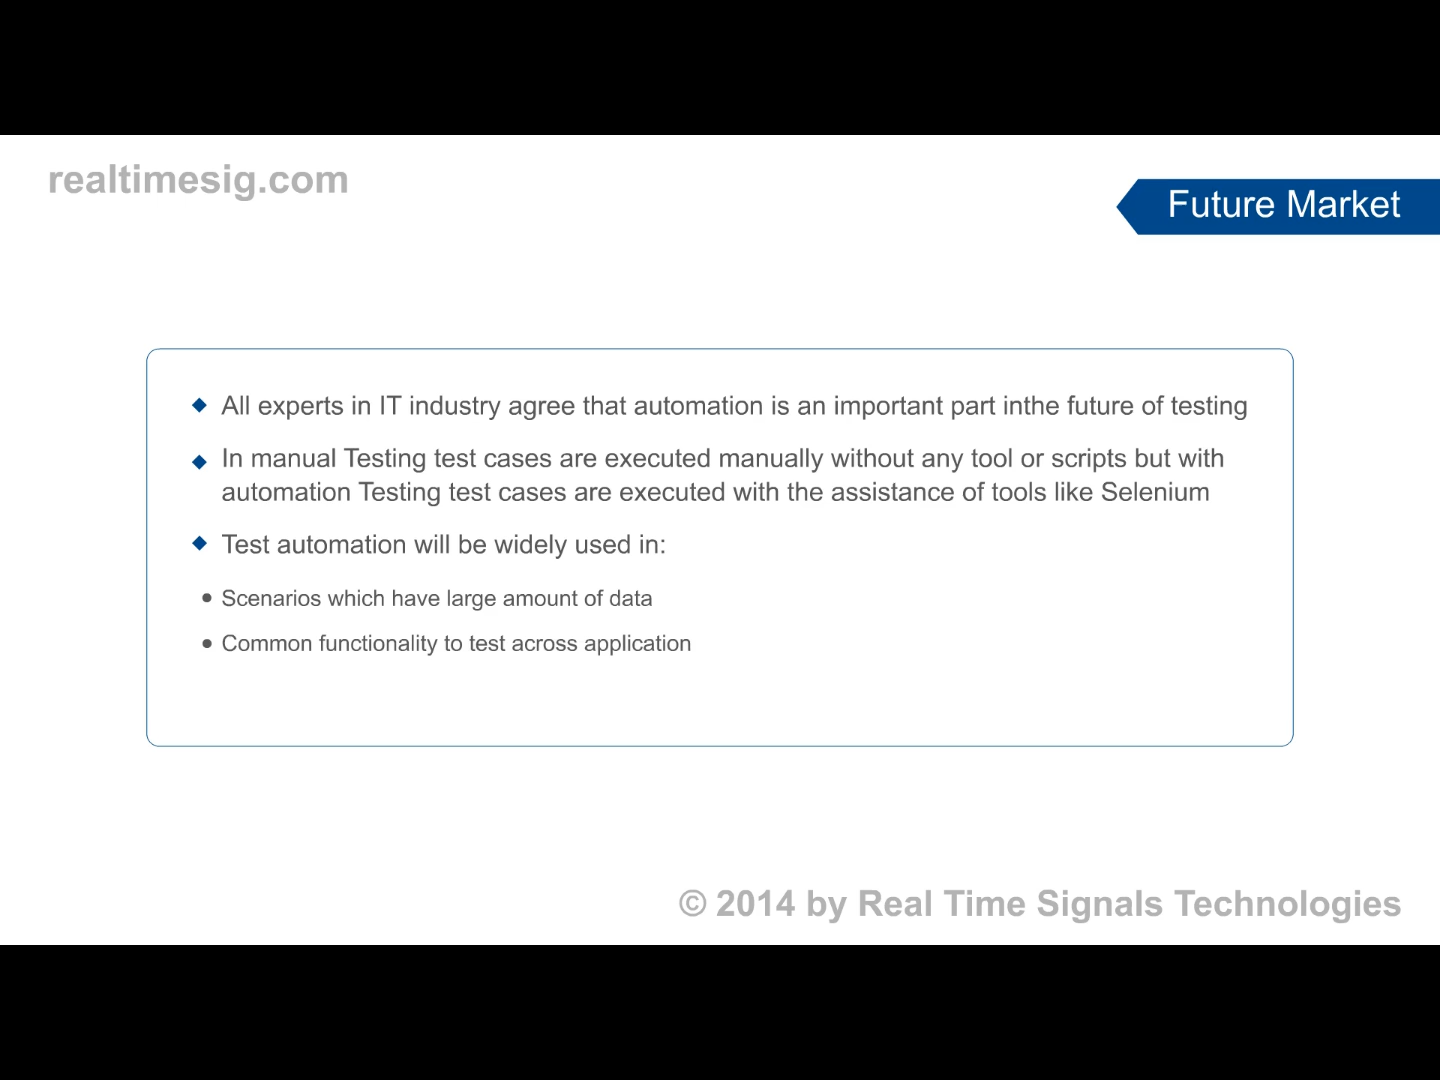 realtimesig.com
Future Market
All experts in IT industry agree that automation is an important part inthe future of testing
In manual Testing test cases are executed manually without any tool or scripts but with
automation Testing test cases are executed with the assistance of tools like Selenium
Test automation will be widely used in:
Scenarios which have large amount of data
Common functionality to test across application
© 2014 by Real Time Signals Technologies